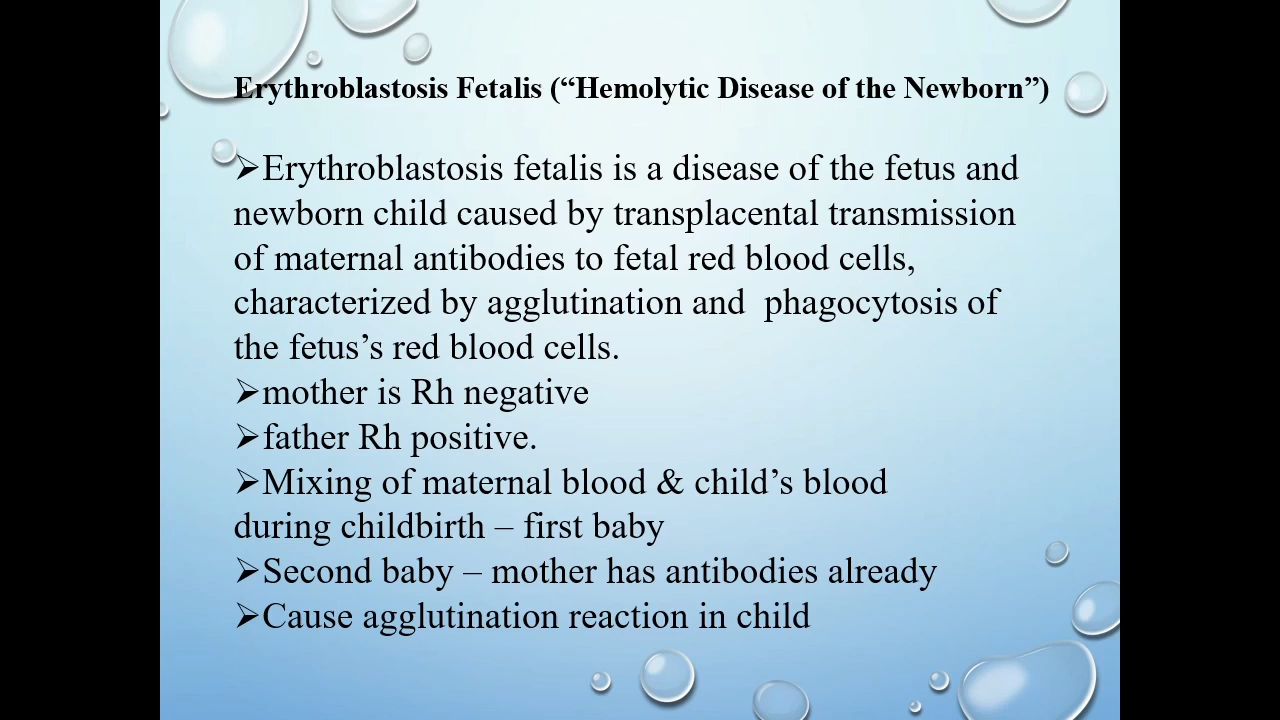 Erythroblastosis Fetalis (“Hemolytic Disease of the Newborn”)
➢Erythroblastosis fetalis is a disease of the fetus and
newborn child caused by transplacental transmission
of maternal antibodies to fetal red blood cells,
characterized by agglutination and  phagocytosis of
the fetus’s red blood cells.
➢mother is Rh negative
➢father Rh positive.
➢Mixing of maternal blood & child’s blood
during childbirth – first baby
➢Second baby – mother has antibodies already
➢Cause agglutination reaction in child